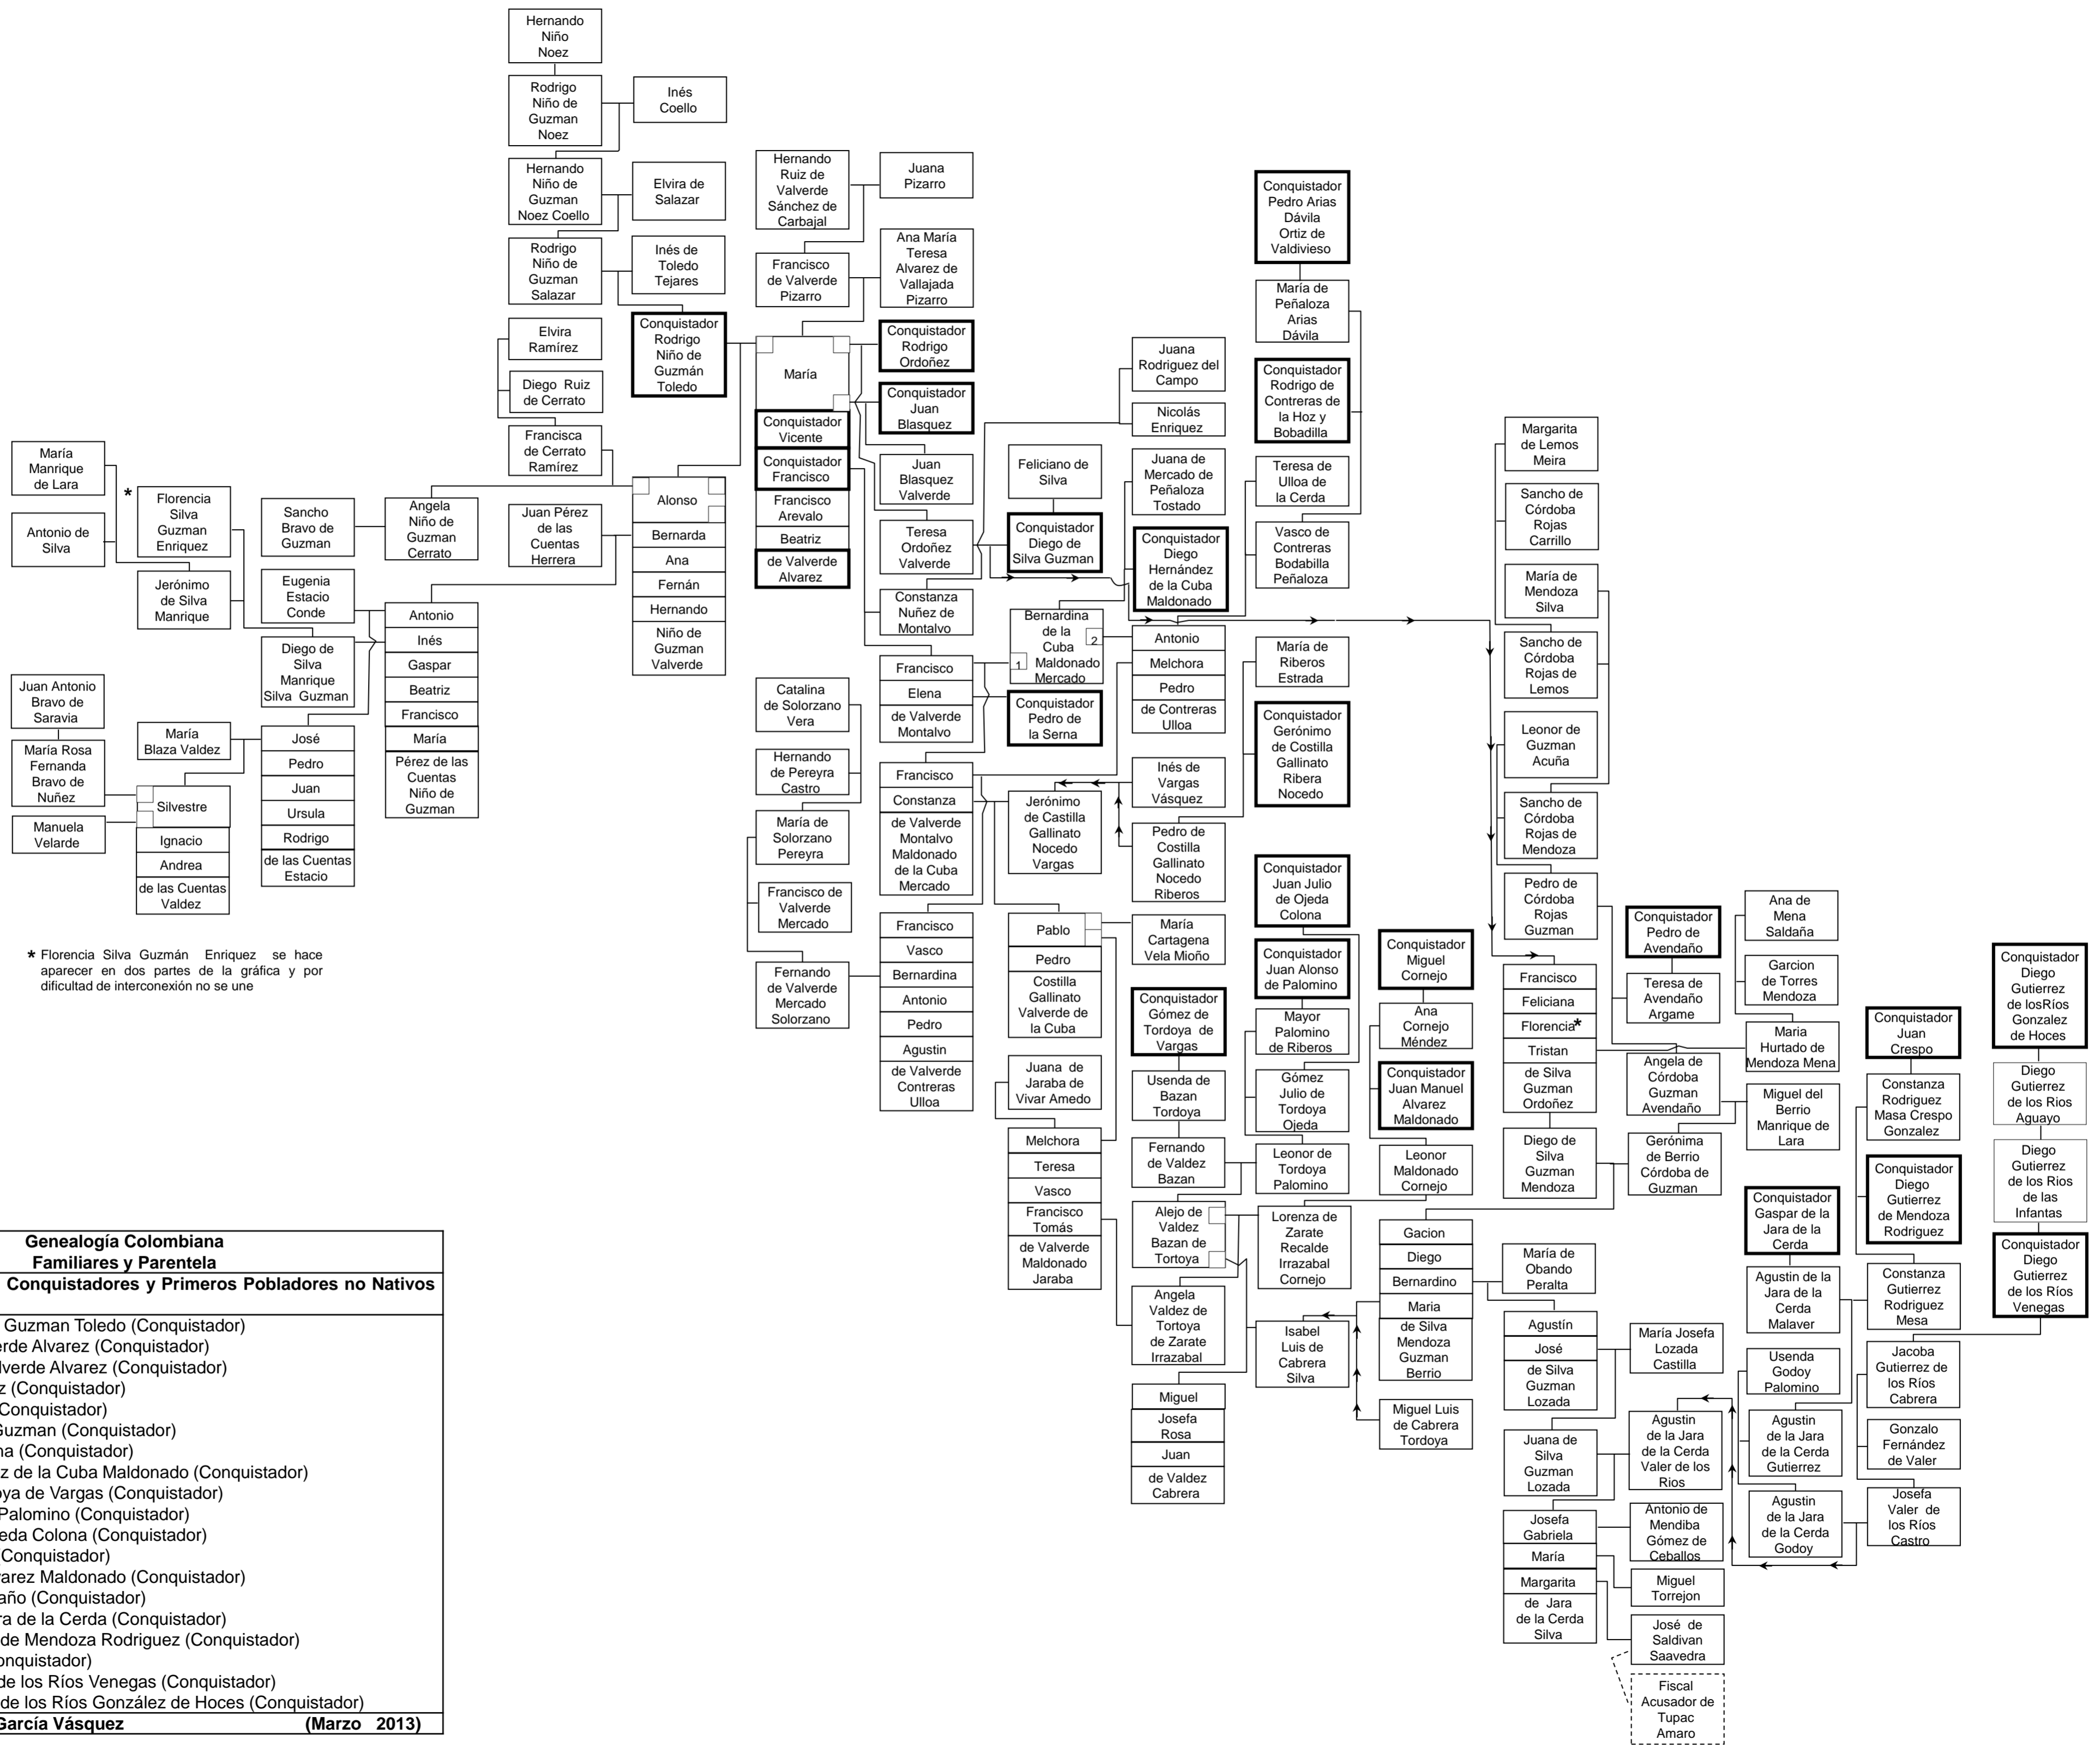 Hernando
Niño
Noez
Rodrigo
Niño de
Guzman
Noez
Inés
Coello
Hernando
Niño de
Guzman
Noez Coello
Elvira de
Salazar
Rodrigo
Niño de
Guzman
Salazar
Inés de
Toledo
Tejares
Elvira
Ramírez
Diego Ruiz
de Cerrato
Francisca
de Cerrato
Ramírez
Conquistador
Rodrigo
Niño de
Guzmán
Toledo
Hernando
Ruiz de
Valverde
Sánchez de
Carbajal
Juana
Pizarro
Francisco
de Valverde
Pizarro
Ana María
Teresa
Alvarez de
Vallajada
Pizarro
María
Conquistador
Vicente
Conquistador
Francisco
Francisco
Arevalo
Beatriz
de Valverde
Alvarez
Conquistador
Rodrigo
Ordoñez
Conquistador
Juan
Blasquez
Juan
Blasquez
Valverde
Teresa
Ordoñez
Valverde
Constanza
Nuñez de
Montalvo
Feliciano de
Silva
Conquistador
Diego de
Silva Guzman
Juana
Rodriguez del
Campo
Nicolás
Enriquez
Juana de
Mercado de
Peñaloza
Tostado
Conquistador
Diego
Hernández
de la Cuba
Maldonado
Conquistador
Pedro Arias
Dávila
Ortiz de
Valdivieso
María de
Peñaloza
Arias
Dávila
Conquistador
Rodrigo de
Contreras de
la Hoz y
Bobadilla
Teresa de
Ulloa de
la Cerda
Vasco de
Contreras
Bodabilla
Peñaloza
María
Manrique
de Lara
*
Antonio de
Silva
Florencia
Silva
Guzman
Enriquez
Jerónimo
de Silva
Manrique
Sancho
Bravo de
Guzman
Angela
Niño de
Guzman
Cerrato
Eugenia
Estacio
Conde
Diego de
Silva
Manrique
Silva Guzman
Juan Pérez
de las
Cuentas
Herrera
Alonso
Bernarda
Ana
Fernán
Hernando
Niño de
Guzman
Valverde
Antonio
Inés
Gaspar
Beatriz
Francisco
María
Pérez de las
Cuentas
Niño de
Guzman
Juan Antonio
Bravo de
Saravia
María Rosa
Fernanda
Bravo de
Nuñez
Manuela
Velarde
María
Blaza Valdez
José
Pedro
Juan
Ursula
Rodrigo
de las Cuentas
Estacio
Silvestre
Ignacio
Andrea
de las Cuentas
Valdez
* Florencia Silva Guzmán Enriquez se hace
aparecer en dos partes de la gráfica y por
dificultad de interconexión no se une
Bernardina
de la
Cuba
Maldonado
Mercado
1
2
Francisco
Elena
de Valverde
Montalvo
Conquistador
Pedro de
la Serna
Antonio
Melchora
Pedro
de Contreras
Ulloa
María de
Riberos
Estrada
Conquistador
Gerónimo
de Costilla
Gallinato
Ribera
Nocedo
Catalina
de Solorzano
Vera
Hernando
de Pereyra
Castro
María de
Solorzano
Pereyra
Francisco de
Valverde
Mercado
Fernando
de Valverde
Mercado
Solorzano
Francisco
Constanza
de Valverde
Montalvo
Maldonado
de la Cuba
Mercado
Jerónimo
de Castilla
Gallinato
Nocedo
Vargas
Inés de
Vargas
Vásquez
Pedro de
Costilla
Gallinato
Nocedo
Riberos
Francisco
Vasco
Bernardina
Antonio
Pedro
Agustin
de Valverde
Contreras
Ulloa
Pablo
Pedro
Costilla
Gallinato
Valverde de
la Cuba
María
Cartagena
Vela Mioño
Juana de
Jaraba de
Vivar Amedo
Melchora
Teresa
Vasco
Francisco
Tomás
de Valverde
Maldonado
Jaraba
Conquistador
Gómez de
Tordoya de
Vargas
Usenda de
Bazan
Tordoya
Fernando
de Valdez
Bazan
Alejo de
Valdez
Bazan de
Tortoya
Angela
Valdez de
Tortoya
de Zarate
Irrazabal
Miguel
Josefa
Rosa
Juan
de Valdez
Cabrera
Conquistador
Juan Julio
de Ojeda
Colona
Conquistador
Juan Alonso
de Palomino
Mayor
Palomino
de Riberos
Gómez
Julio de
Tordoya
Ojeda
Leonor de
Tordoya
Palomino
Lorenza de
Zarate
Recalde
Irrazabal
Cornejo
Isabel
Luis de
Cabrera
Silva
Conquistador
Miguel
Cornejo
Ana
Cornejo
Méndez
Conquistador
Juan Manuel
Alvarez
Maldonado
Leonor
Maldonado
Cornejo
Gacion
Diego
Bernardino
Maria
de Silva
Mendoza
Guzman
Berrio
Miguel Luis
de Cabrera
Tordoya
Margarita
de Lemos
Meira
Sancho de
Córdoba
Rojas
Carrillo
María de
Mendoza
Silva
Sancho de
Córdoba
Rojas de
Lemos
Leonor de
Guzman
Acuña
Sancho de
Córdoba
Rojas de
Mendoza
Pedro de
Córdoba
Rojas
Guzman
Francisco
Feliciana
Florencia*
Tristan
de Silva
Guzman
Ordoñez
Diego de
Silva
Guzman
Mendoza
Conquistador
Pedro de
Avendaño
Teresa de
Avendaño
Argame
Angela de
Córdoba
Guzman
Avendaño
Gerónima
de Berrio
Córdoba de
Guzman
Ana de
Mena
Saldaña
Garcion
de Torres
Mendoza
Maria
Hurtado de
Mendoza Mena
Miguel del
Berrio
Manrique de
Lara
María de
Obando
Peralta
Agustín
José
de Silva
Guzman
Lozada
María Josefa
Lozada
Castilla
Juana de
Silva
Guzman
Lozada
Agustin
de la Jara
de la Cerda
Valer de los
Rios
Josefa
Gabriela
María
Margarita
de Jara
de la Cerda
Silva
Antonio de
Mendiba
Gómez de
Ceballos
Miguel
Torrejon
José de
Saldivan
Saavedra
Fiscal
Acusador de
Tupac
Amaro
Conquistador
Gaspar de la
Jara de la
Cerda
Agustin de la
Jara de la
Cerda
Malaver
Usenda
Godoy
Palomino
Agustin
de la Jara
de la Cerda
Gutierrez
Agustin
de la Jara
de la Cerda
Godoy
Conquistador
Juan
Crespo
Constanza
Rodriguez
Masa Crespo
Gonzalez
Conquistador
Diego
Gutierrez
de Mendoza
Rodriguez
Constanza
Gutierrez
Rodriguez
Mesa
Jacoba
Gutierrez de
los Ríos
Cabrera
Gonzalo
Fernández
de Valer
Josefa
Valer de
los Ríos
Castro
Conquistador
Diego
Gutierrez
de losRíos
Gonzalez
de Hoces
Diego
Gutierrez
de los Rios
Aguayo
Diego
Gutierrez
de los Rios
de las
Infantas
Conquistador
Diego
Gutierrez
de los Ríos
Venegas
Genealogía Colombiana
Familiares y Parentela
Conquistadores y Primeros Pobladores no Nativos
Guzman Toledo (Conquistador)
erde Alvarez (Conquistador)
lverde Alvarez (Conquistador)
z (Conquistador)
(Conquistador)
Guzman (Conquistador)
na (Conquistador)
z de la Cuba Maldonado (Conquistador)
oya de Vargas (Conquistador)
Palomino (Conquistador)
eda Colona (Conquistador)
(Conquistador)
varez Maldonado (Conquistador)
año (Conquistador)
ra de la Cerda (Conquistador)
de Mendoza Rodriguez (Conquistador)
onquistador)
de los Ríos Venegas (Conquistador)
de los Ríos González de Hoces (Conquistador)
García Vásquez (Marzo 2013)